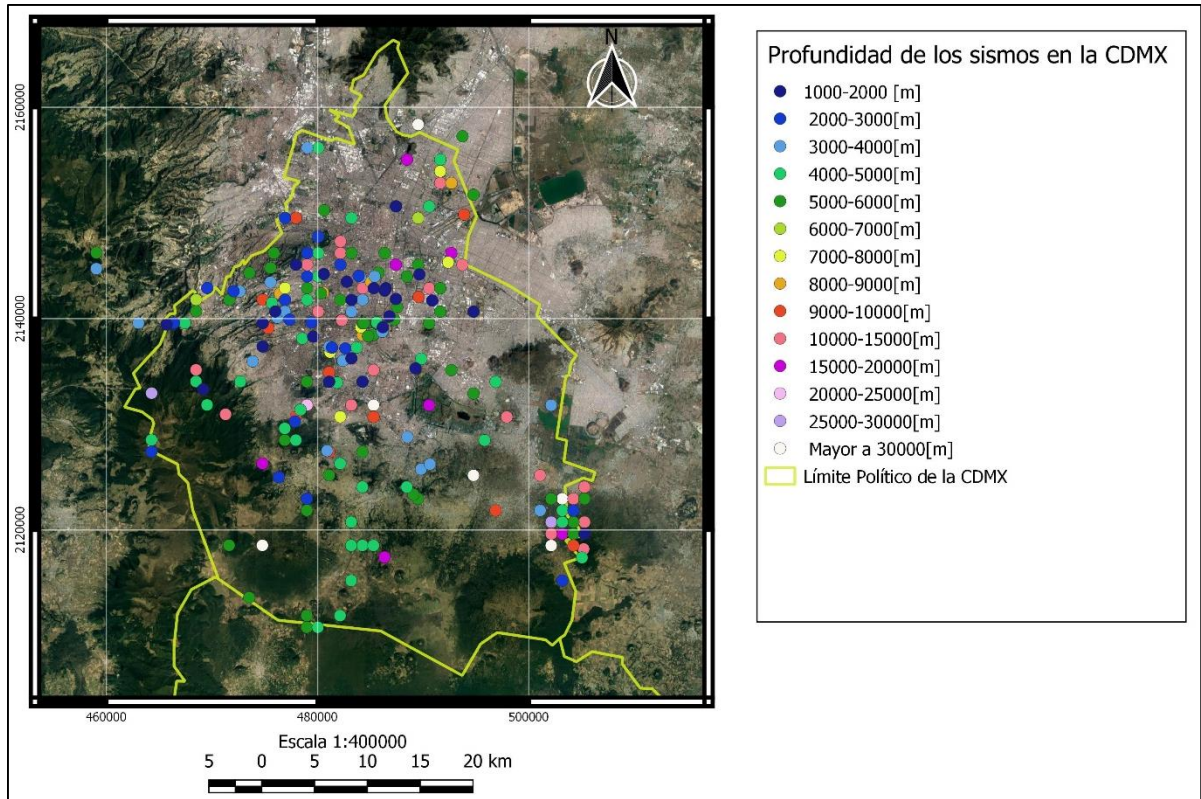 N
2160000
2140000
2120000
460000
480000
500000
Escala 1:400000
5 0 5 10 15 20 km
Profundidad de los sismos en la CDMX
1000-2000 [m]
2000-3000[m]
3000-4000[m]
4000-5000[m]
5000-6000[m]
6000-7000[m]
7000-8000[m]
8000-9000[m]
9000-10000[m]
10000-15000[m]
15000-20000[m]
20000-25000[m]
25000-30000[m]
Mayor a 30000[m]
Límite Político de la CDMX